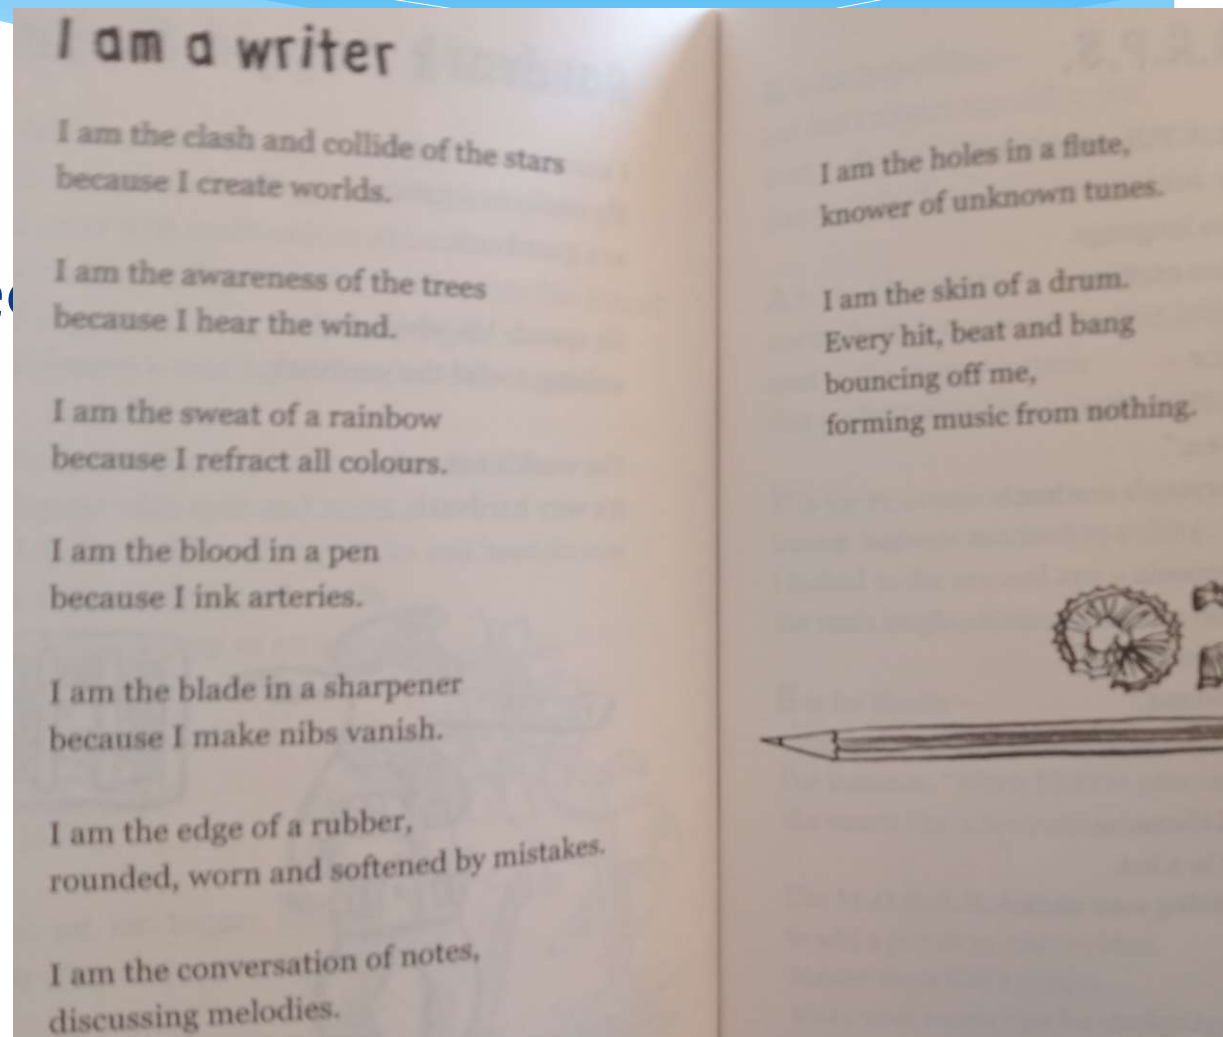 I am a writer
I am the clash and collide of the stars
because I create worlds.
I am the awareness of the trees
because I hear the wind.
I am the sweat of a rainbow
because I refract all colours.
I am the blood in a pen
because I ink arteries.
I am the blade in a sharpener
because I make nibs vanish.
I am the edge of a rubber,
rounded, worn and softened by mistakes.
I am the conversation of notes,
discussing melodies.
I am the holes in a flute,
knower of unknown tunes.
I am the skin of a drum.
Every hit, beat and bang
bouncing off me,
forming music from nothing.